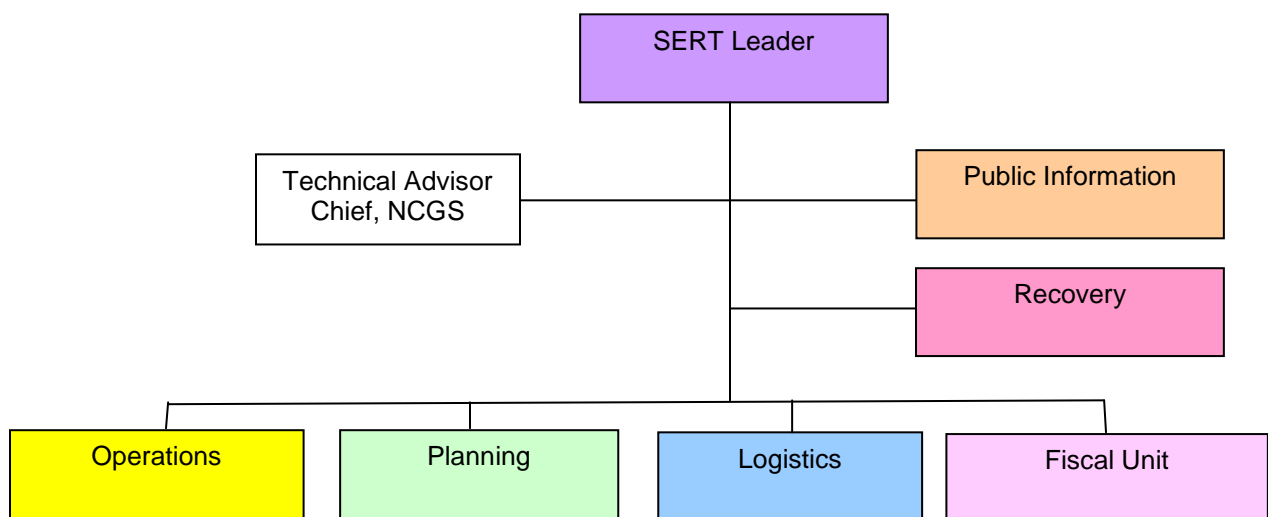 SERT Leader
Technical Advisor
Chief, NCGS
Public Information
Recovery
Operations
Planning
Logistics
Fiscal Unit